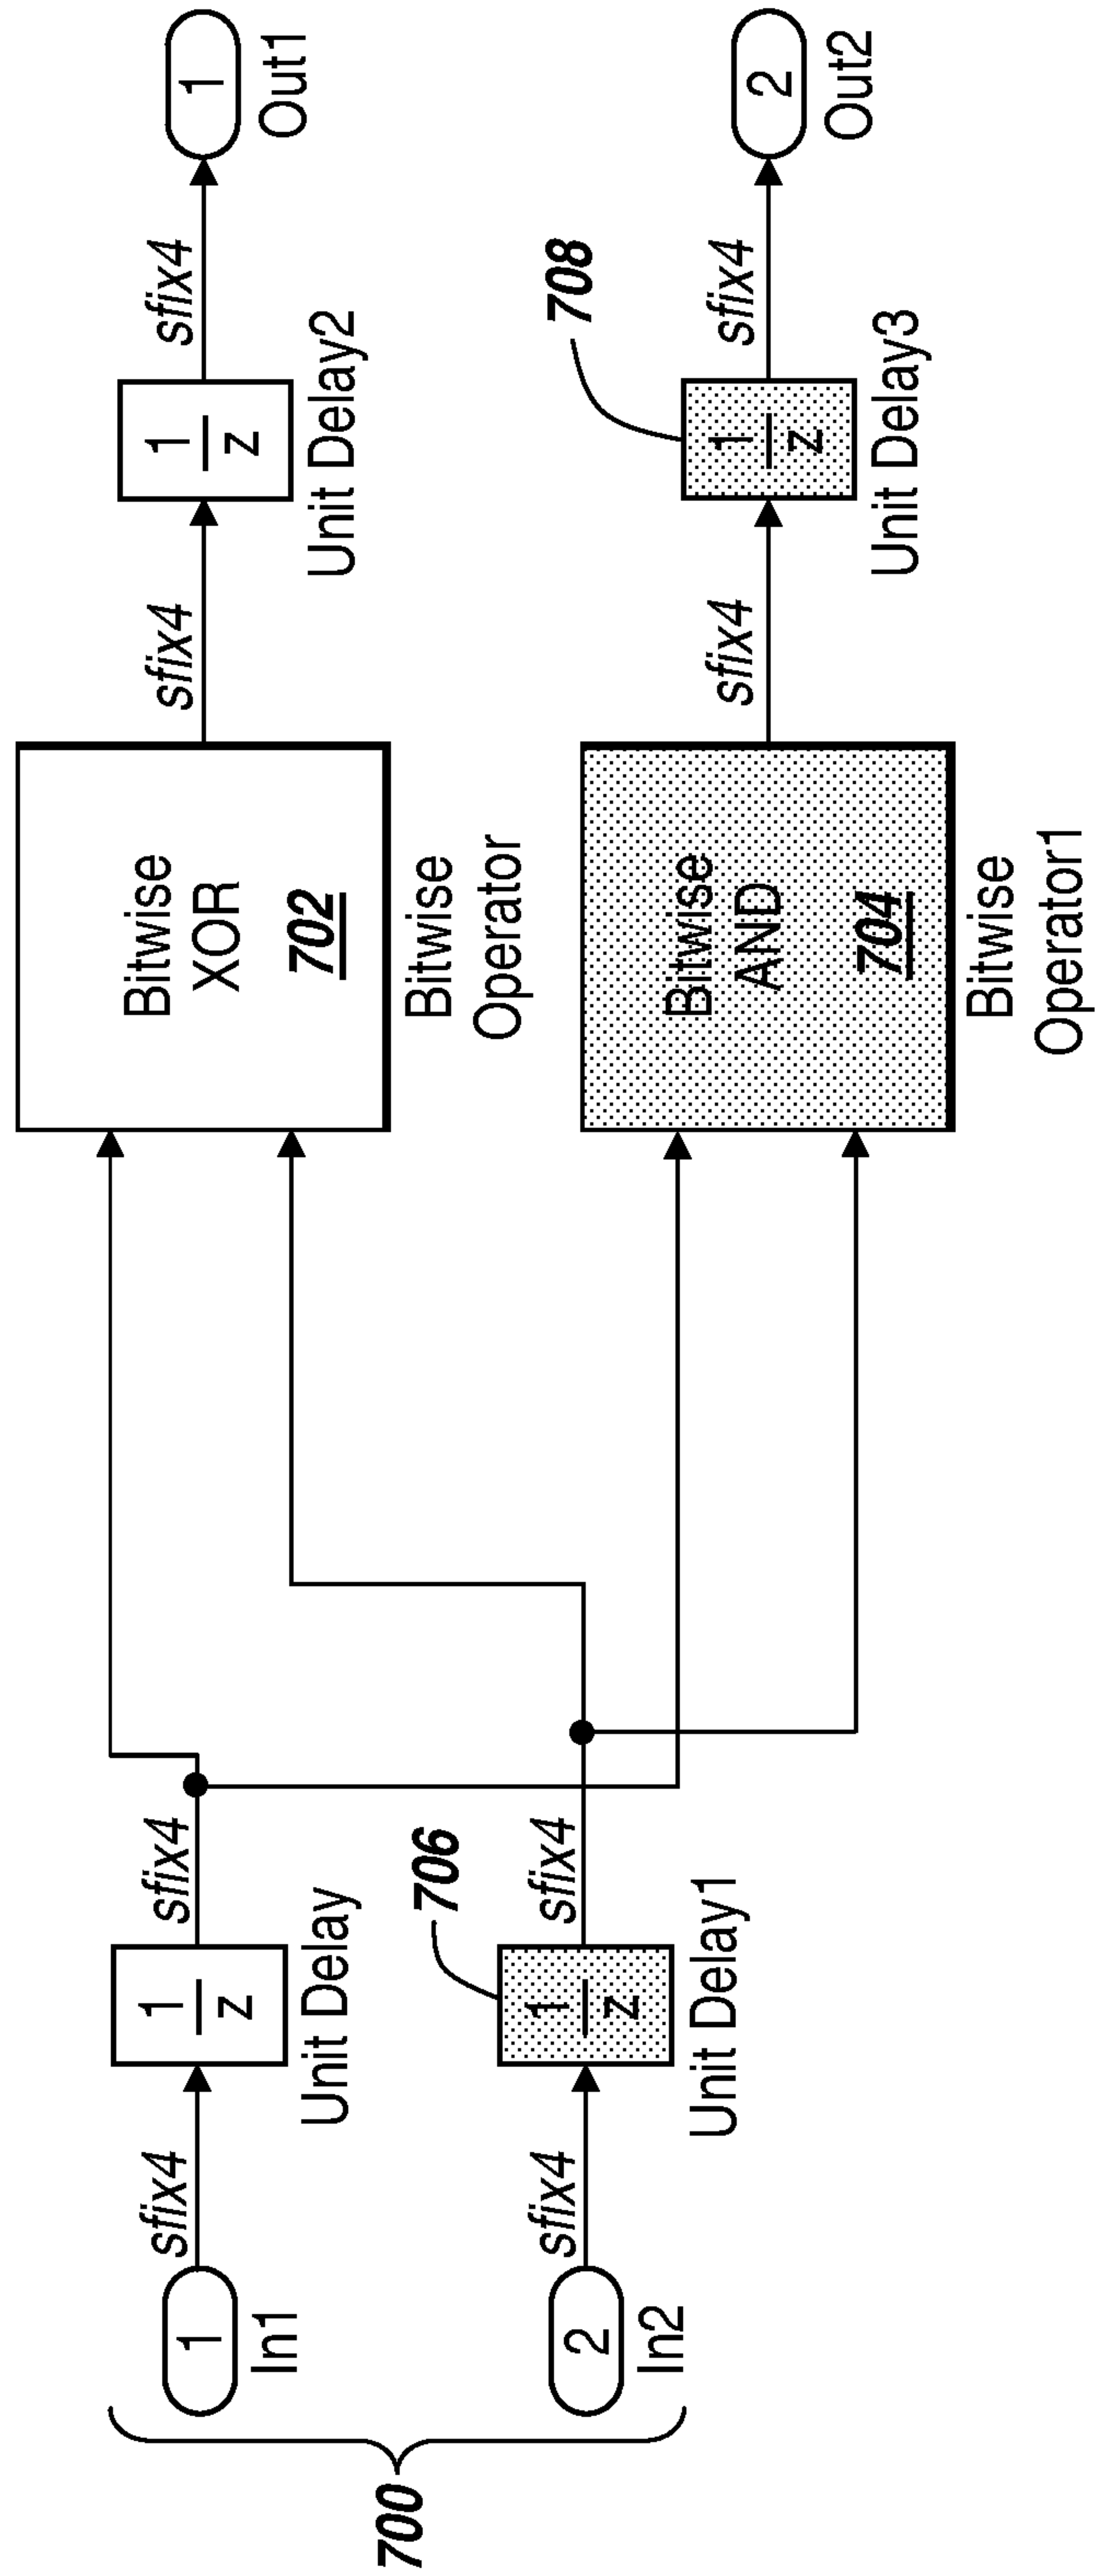 700
1
In1
sfix4
1
z
Unit Delay
sfix4
2
In2
sfix4
1
z
Unit Delay1
706
sfix4
Bitwise
XOR
702
Bitwise
Operator
sfix4
1
z
Unit Delay2
sfix4
1
Out1
Bitwise
AND
704
Bitwise
Operator1
sfix4
1
z
Unit Delay3
708
sfix4
2
Out2